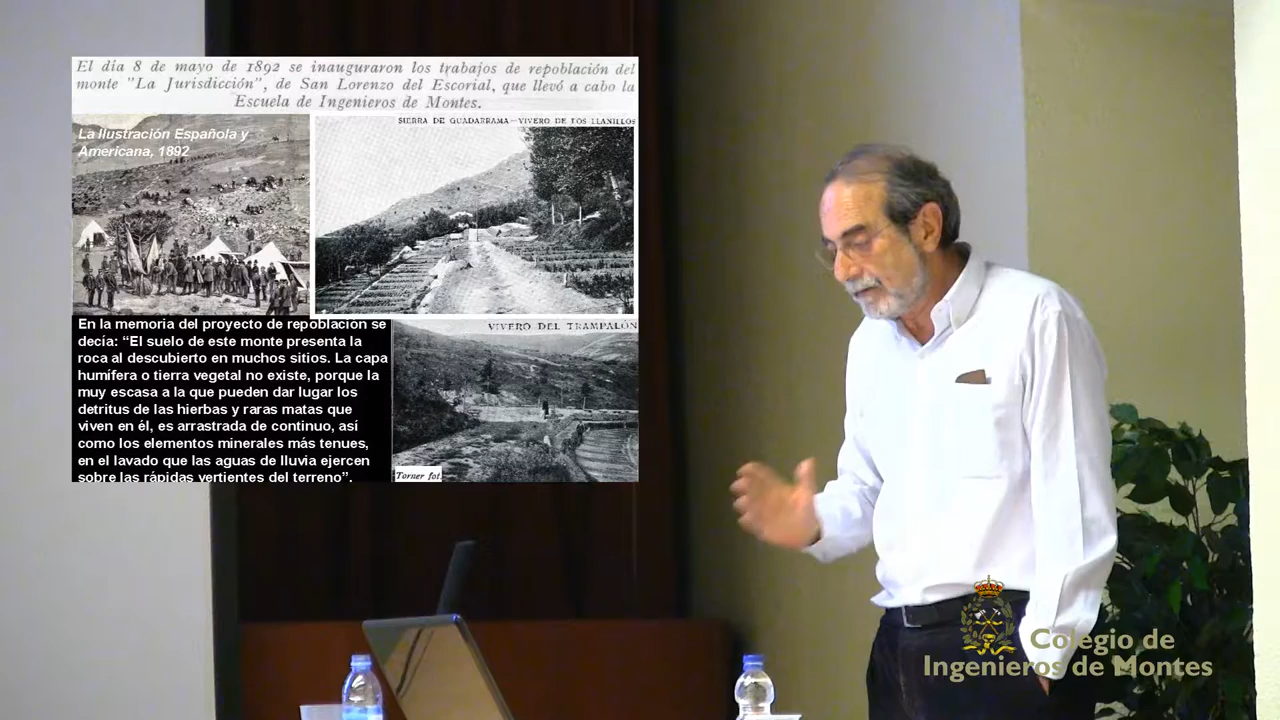 El día 8 de mayo de 1892 se inauguraron los trabajos de repoblación del
monte "La Jurisdicción", de San Lorenzo del Escorial, que llevó a cabo la
Escuela de Ingenieros de Montes.
La Ilustración Española y
Americana, 1892
SIERRA DE GUADARRAMA—VIVERO DE LOS LLANILLOS
En la memoria del proyecto de repoblación se
decía: “El suelo de este monte presenta la
roca al descubierto en muchos sitios. La capa
humífera o tierra vegetal no existe, porque la
muy escasa a la que pueden dar lugar los
detritus de las hierbas y raras matas que
viven en él, es arrastrada de continuo, así
como los elementos minerales más tenues,
en el lavado que las aguas de lluvia ejercen
sobre las rápidas vertientes del terreno”.
VIVERO DEL TRAMPALÓN
Torner fot.
Colegio de
Ingenieros de Montes